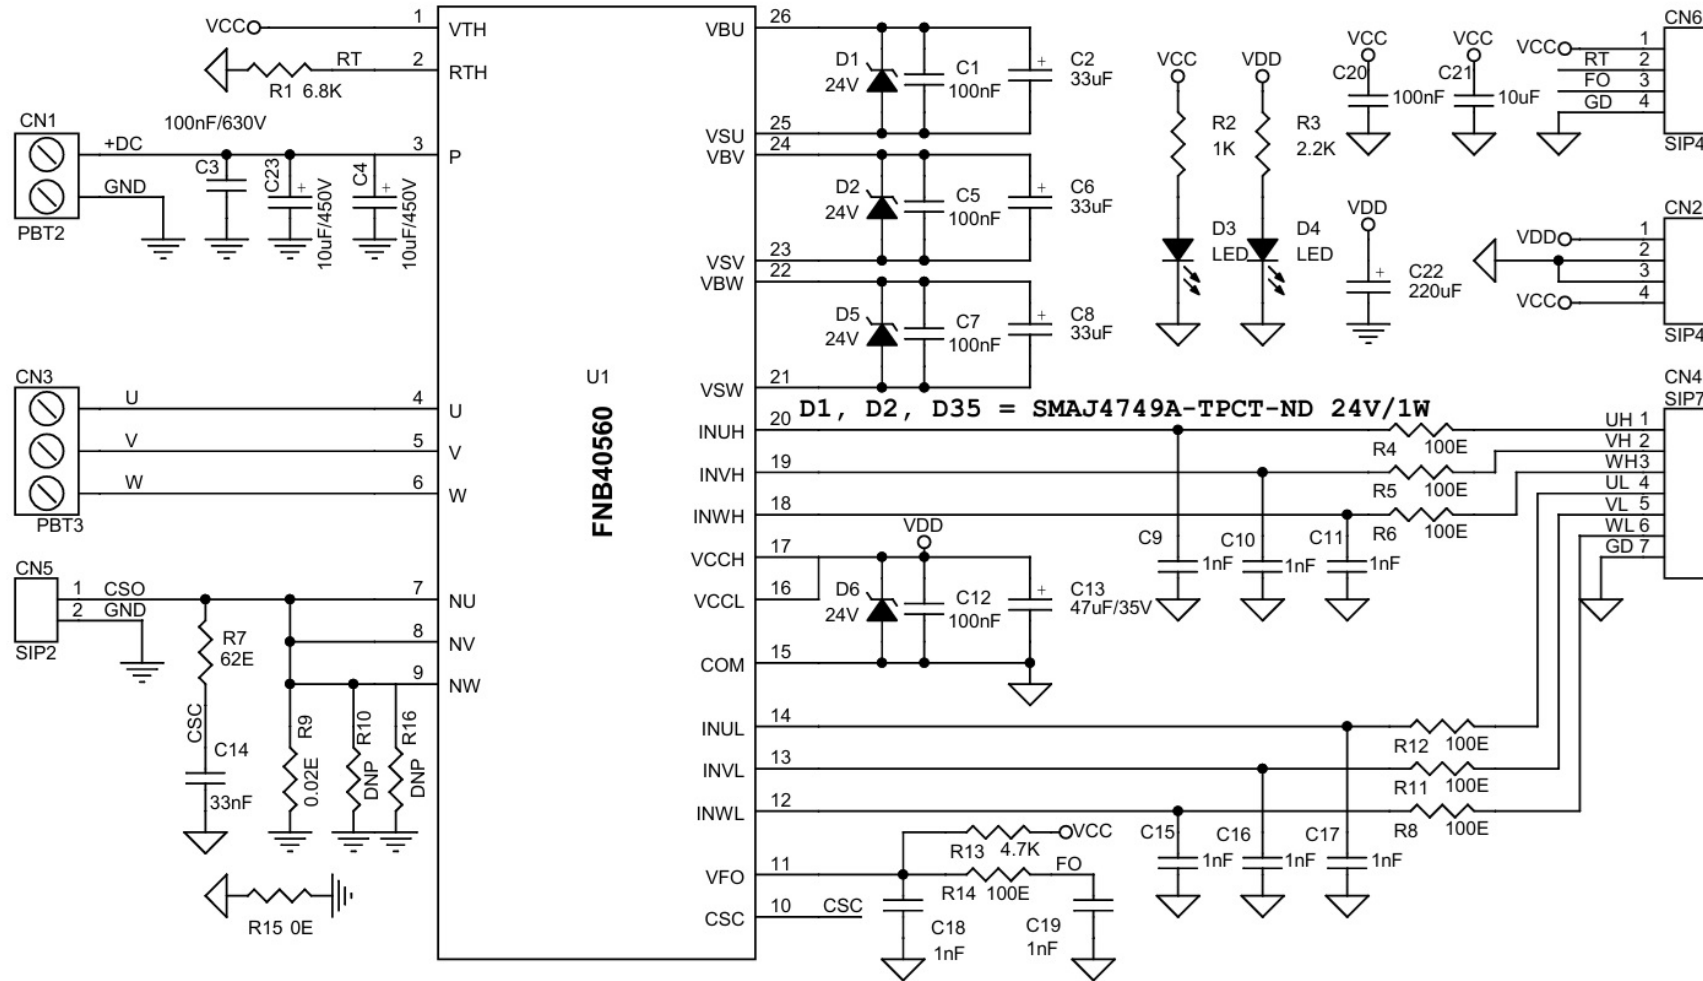 VCC
1
VTH
RT
2
RTH
R1 6.8K
CN1
100nF/630V
+DC
3
P
GND
PBT2
C3
C23
10uF/450V
C4
10uF/450V
CN3
U
4
U
V
5
V
W
6
W
PBT3
CN5
1
CSO
7
NU
2
GND
SIP2
8
NV
9
NW
R7
62E
CSC
C14
33nF
R9
0.02E
R10
DNP
R16
DNP
R15 0E
U1
FNB40560
VBU
26
D1
24V
C1
100nF
C2
33uF
VSU
25
VBV
24
D2
24V
C5
100nF
C6
33uF
VSV
23
VBW
22
D5
24V
C7
100nF
C8
33uF
VSW
21
D1, D2, D35 = SMAJ4749A-TPCT-ND 24V/1W
INUH
20
INVH
19
INWH
18
VCCH
17
VCCL
16
VDD
D6
24V
C12
100nF
C13
47uF/35V
COM
15
INUL
14
INVL
13
INWL
12
VFO
11
CSC
10
CSC
R13
4.7K
VCC
R14
100E
FO
C18
1nF
C19
1nF
C9
1nF
C10
1nF
C11
1nF
R4
100E
R5
100E
R6
100E
R12
100E
R11
100E
R8
100E
C15
1nF
C16
1nF
C17
1nF
VCC
R2
1K
D3
LED
VDD
R3
2.2K
D4
LED
VCC
C20
100nF
VCC
C21
10uF
VDD
C22
220uF
CN6
VCC
1
RT
2
FO
3
GD
4
SIP4
CN2
VDD
1
2
3
VCC
4
SIP4
CN4
SIP7
UH 1
VH 2
WH3
UL 4
VL 5
WL 6
GD 7